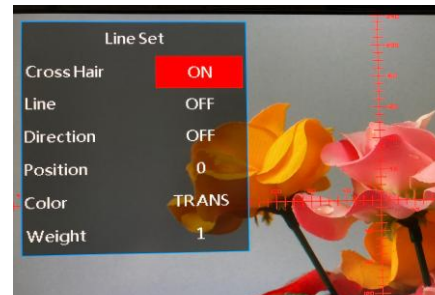 Line Set
Cross Hair ON
Line OFF
Direction OFF
Position 0
Color TRANS
Weight 1